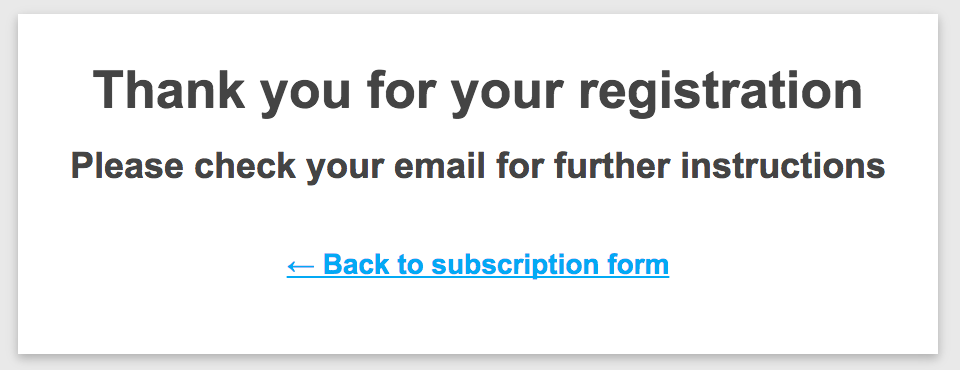 Thank you for your registration
Please check your email for further instructions
← Back to subscription form